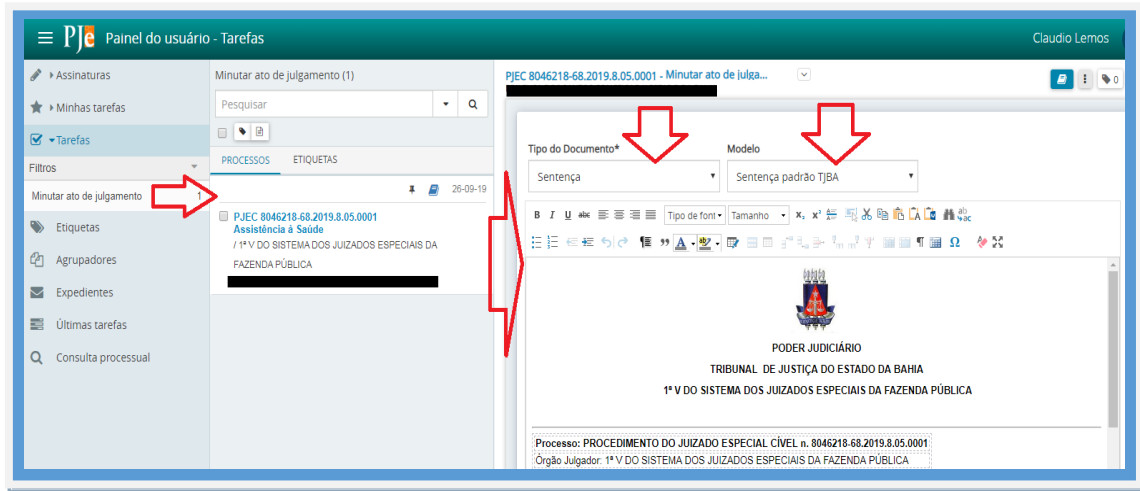 PJe Painel do usuário - Tarefas
Claudio Lemos
Assinaturas
Minhas tarefas
Tarefas
Filtros
Minutar ato de julgamento 1
Etiquetas
Agrupadores
Expedientes
Últimas tarefas
Consulta processual
Minutar ato de julgamento (1)
Pesquisar
PROCESSOS ETIQUETAS
26-09-19
PJEC 8046218-68.2019.8.05.0001
Assistência á Saúde
/ 1ª V DO SISTEMA DOS JUIZADOS ESPECIAIS DA
FAZENDA PÚBLICA
PJEC 8046218-68.2019.8.05.0001 - Minutar ato de julga...
0
Tipo do Documento* Modelo
Sentença Sentença padrão TJBA
B I U abc Tipo de font Tamanho x₂ x²
PODER JUDICIÁRIO
TRIBUNAL DE JUSTIÇA DO ESTADO DA BAHIA
1ª V DO SISTEMA DOS JUIZADOS ESPECIAIS DA FAZENDA PÚBLICA
Processo: PROCEDIMENTO DO JUIZADO ESPECIAL CÍVEL n. 8046218-68.2019.8.05.0001
Órgão Julgador: 1ª V DO SISTEMA DOS JUIZADOS ESPECIAIS DA FAZENDA PÚBLICA